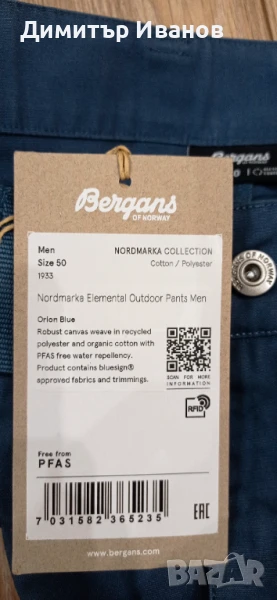 Димитър Иванов
Bergans
OF NORWAY
Bergans
Men
Size 50
1933
NORDMARKA COLLECTION
Cotton / Polyester
Nordmarka Elemental Outdoor Pants Men
Orion Blue
Robust canvas weave in recycled
polyester and organic cotton with
PFAS free water repellency.
Product contains bluesign®
approved fabrics and trimmings.
SCAN FOR MORE
INFORMATION
RFID
Free from
PFAS
7 031582 365235
EAC
www.bergans.com
OF NORWAY
BAZAR